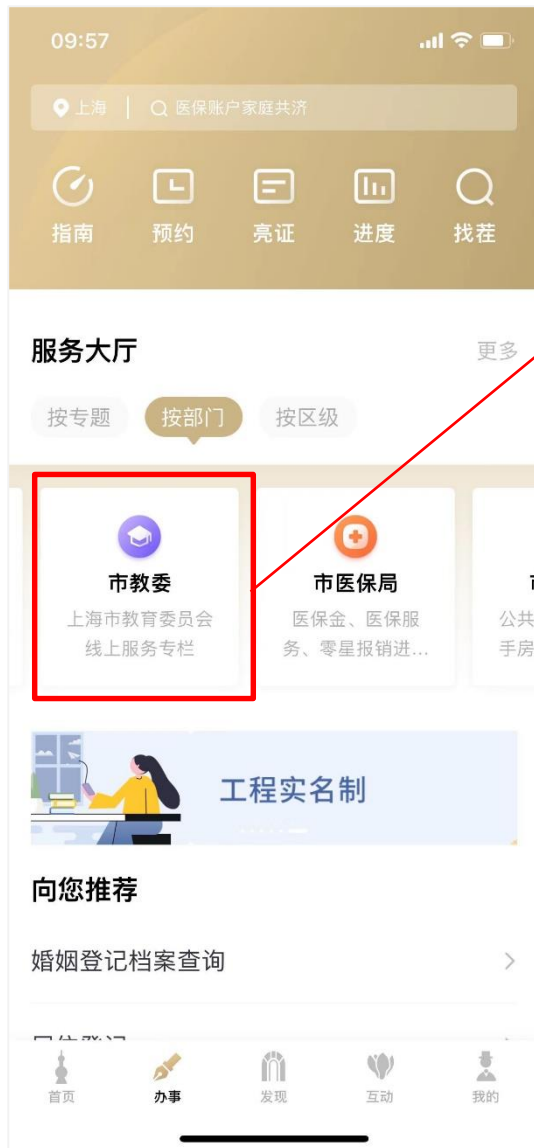 09:57
上海
医保账户家庭共济
指南 预约 亮证 进度 找茬
服务大厅 更多
按专题 按部门 按区级
市教委 市医保局
上海市教育委员会 医保金、医保服 公共
线上服务专栏 务、零星报销进... 手房
工程实名制
向您推荐
婚姻登记档案查询
首页 办事 发现 互动 我的